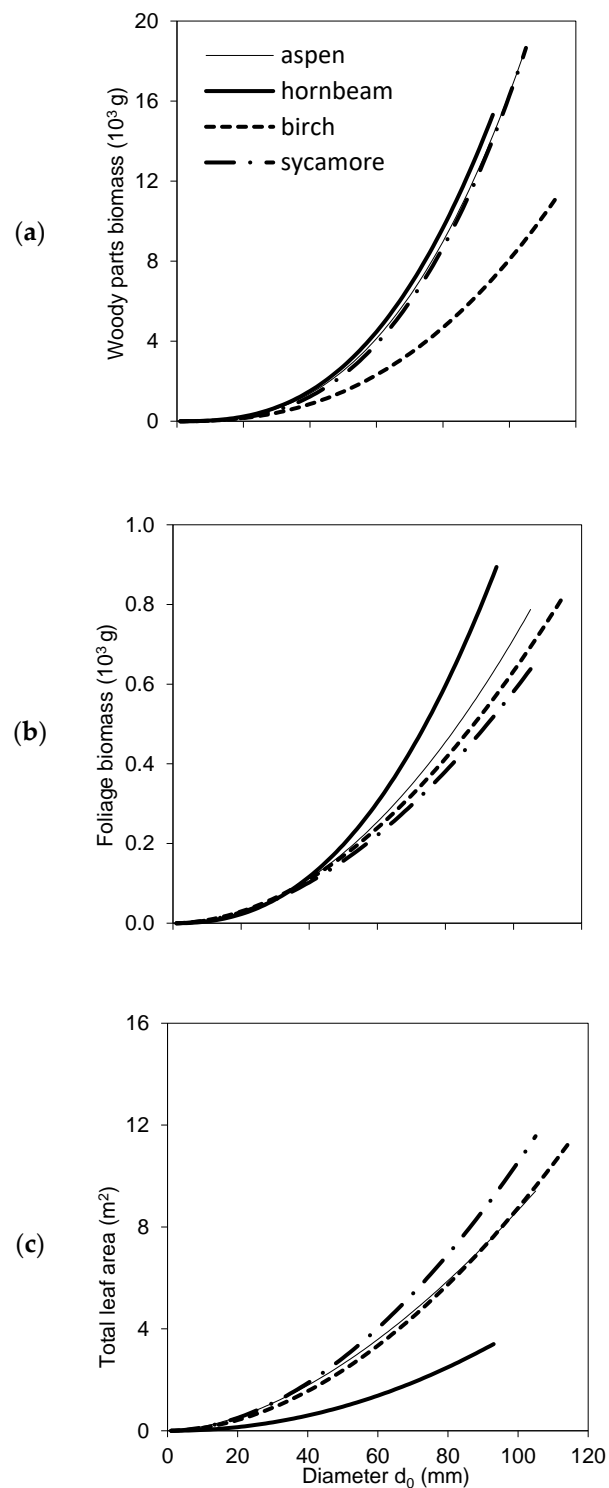 20
16
12
8
4
0
Woody parts biomass (10³ g)
aspen
hornbeam
birch
sycamore
(a)
1.0
0.8
0.6
0.4
0.2
0.0
Foliage biomass (10³ g)
(b)
16
12
8
4
0
Total leaf area (m²)
(c)
0 20 40 60 80 100 120
Diameter d₀ (mm)